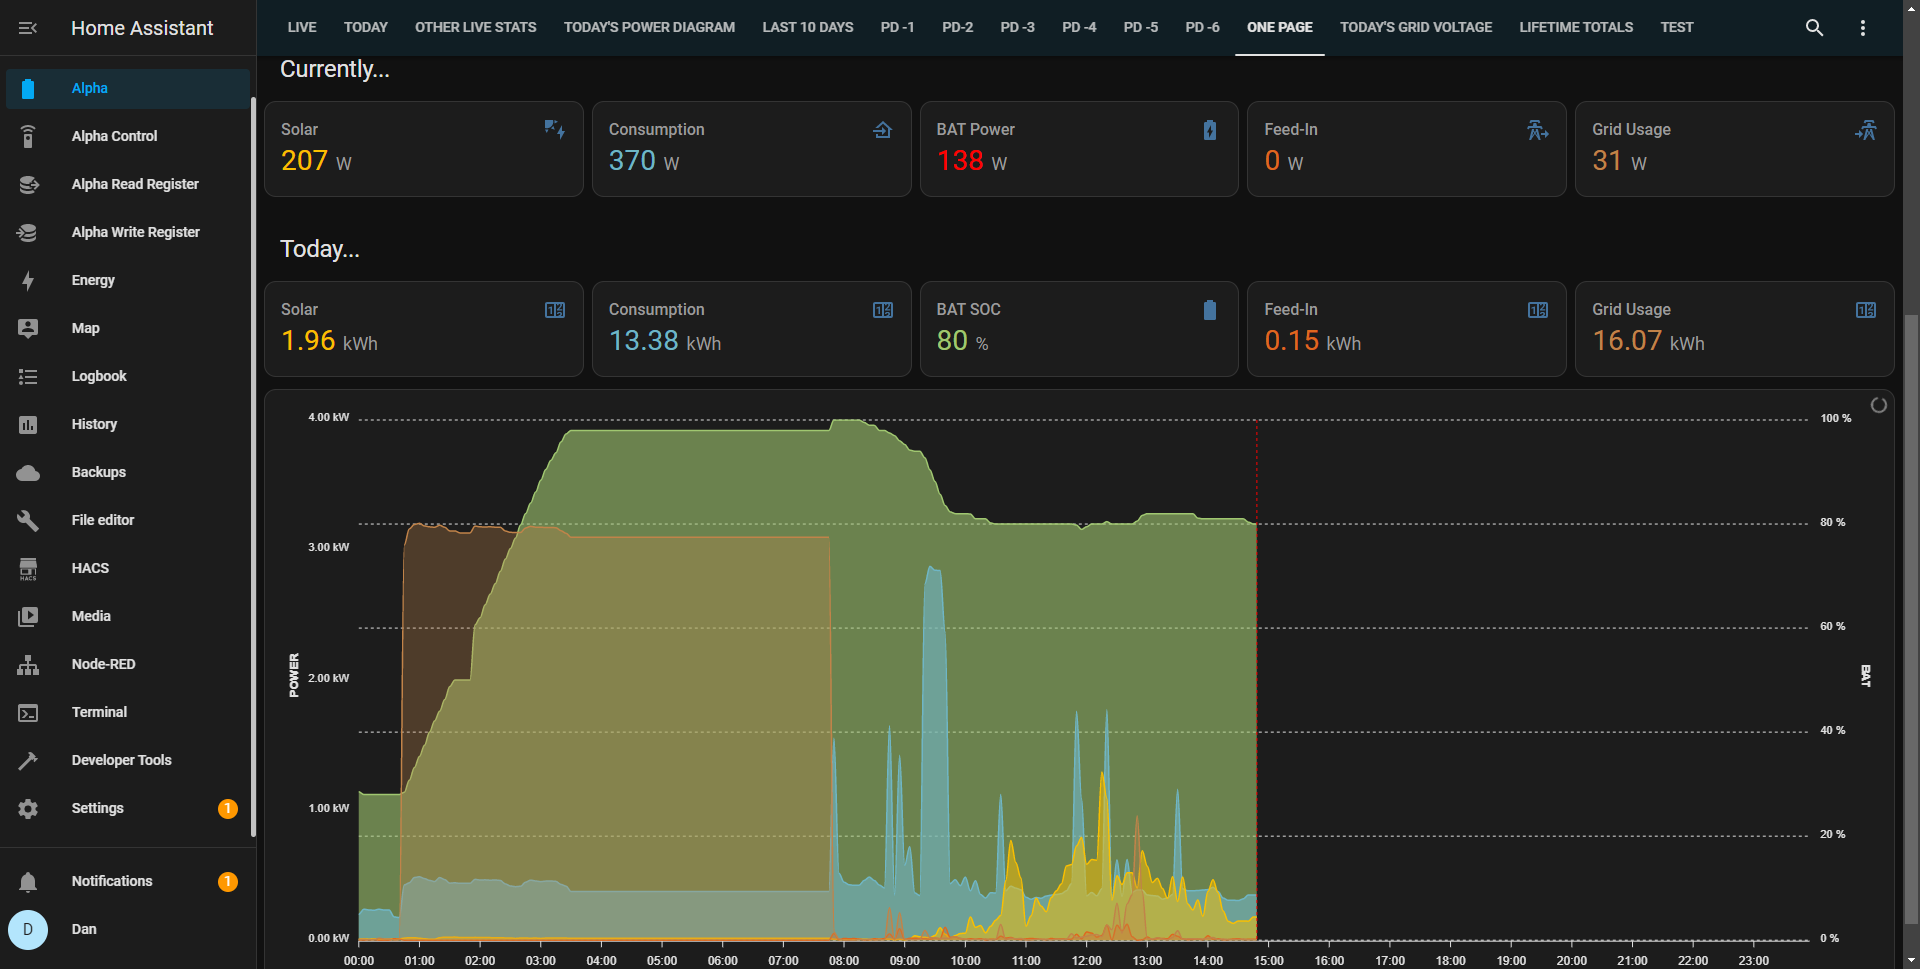 Home Assistant
LIVE TODAY OTHER LIVE STATS TODAY'S POWER DIAGRAM LAST 10 DAYS PD -1 PD-2 PD -3 PD -4 PD -5 PD -6 ONE PAGE TODAY'S GRID VOLTAGE LIFETIME TOTALS TEST
Alpha
Alpha Control
Alpha Read Register
Alpha Write Register
Energy
Map
Logbook
History
Backups
File editor
HACS
HACS
Media
Node-RED
Terminal
Developer Tools
Settings 1
Notifications 1
D Dan
Currently...
Solar
207 W
Consumption
370 W
BAT Power
138 W
Feed-In
0 W
Grid Usage
31 W
Today...
Solar
1.96 kWh
Consumption
13.38 kWh
BAT SOC
80 %
Feed-In
0.15 kWh
Grid Usage
16.07 kWh
4.00 kW
3.00 kW
2.00 kW
1.00 kW
0.00 kW
POWER
100 %
80 %
60 %
40 %
20 %
0 %
BAT
00:00 01:00 02:00 03:00 04:00 05:00 06:00 07:00 08:00 09:00 10:00 11:00 12:00 13:00 14:00 15:00 16:00 17:00 18:00 19:00 20:00 21:00 22:00 23:00